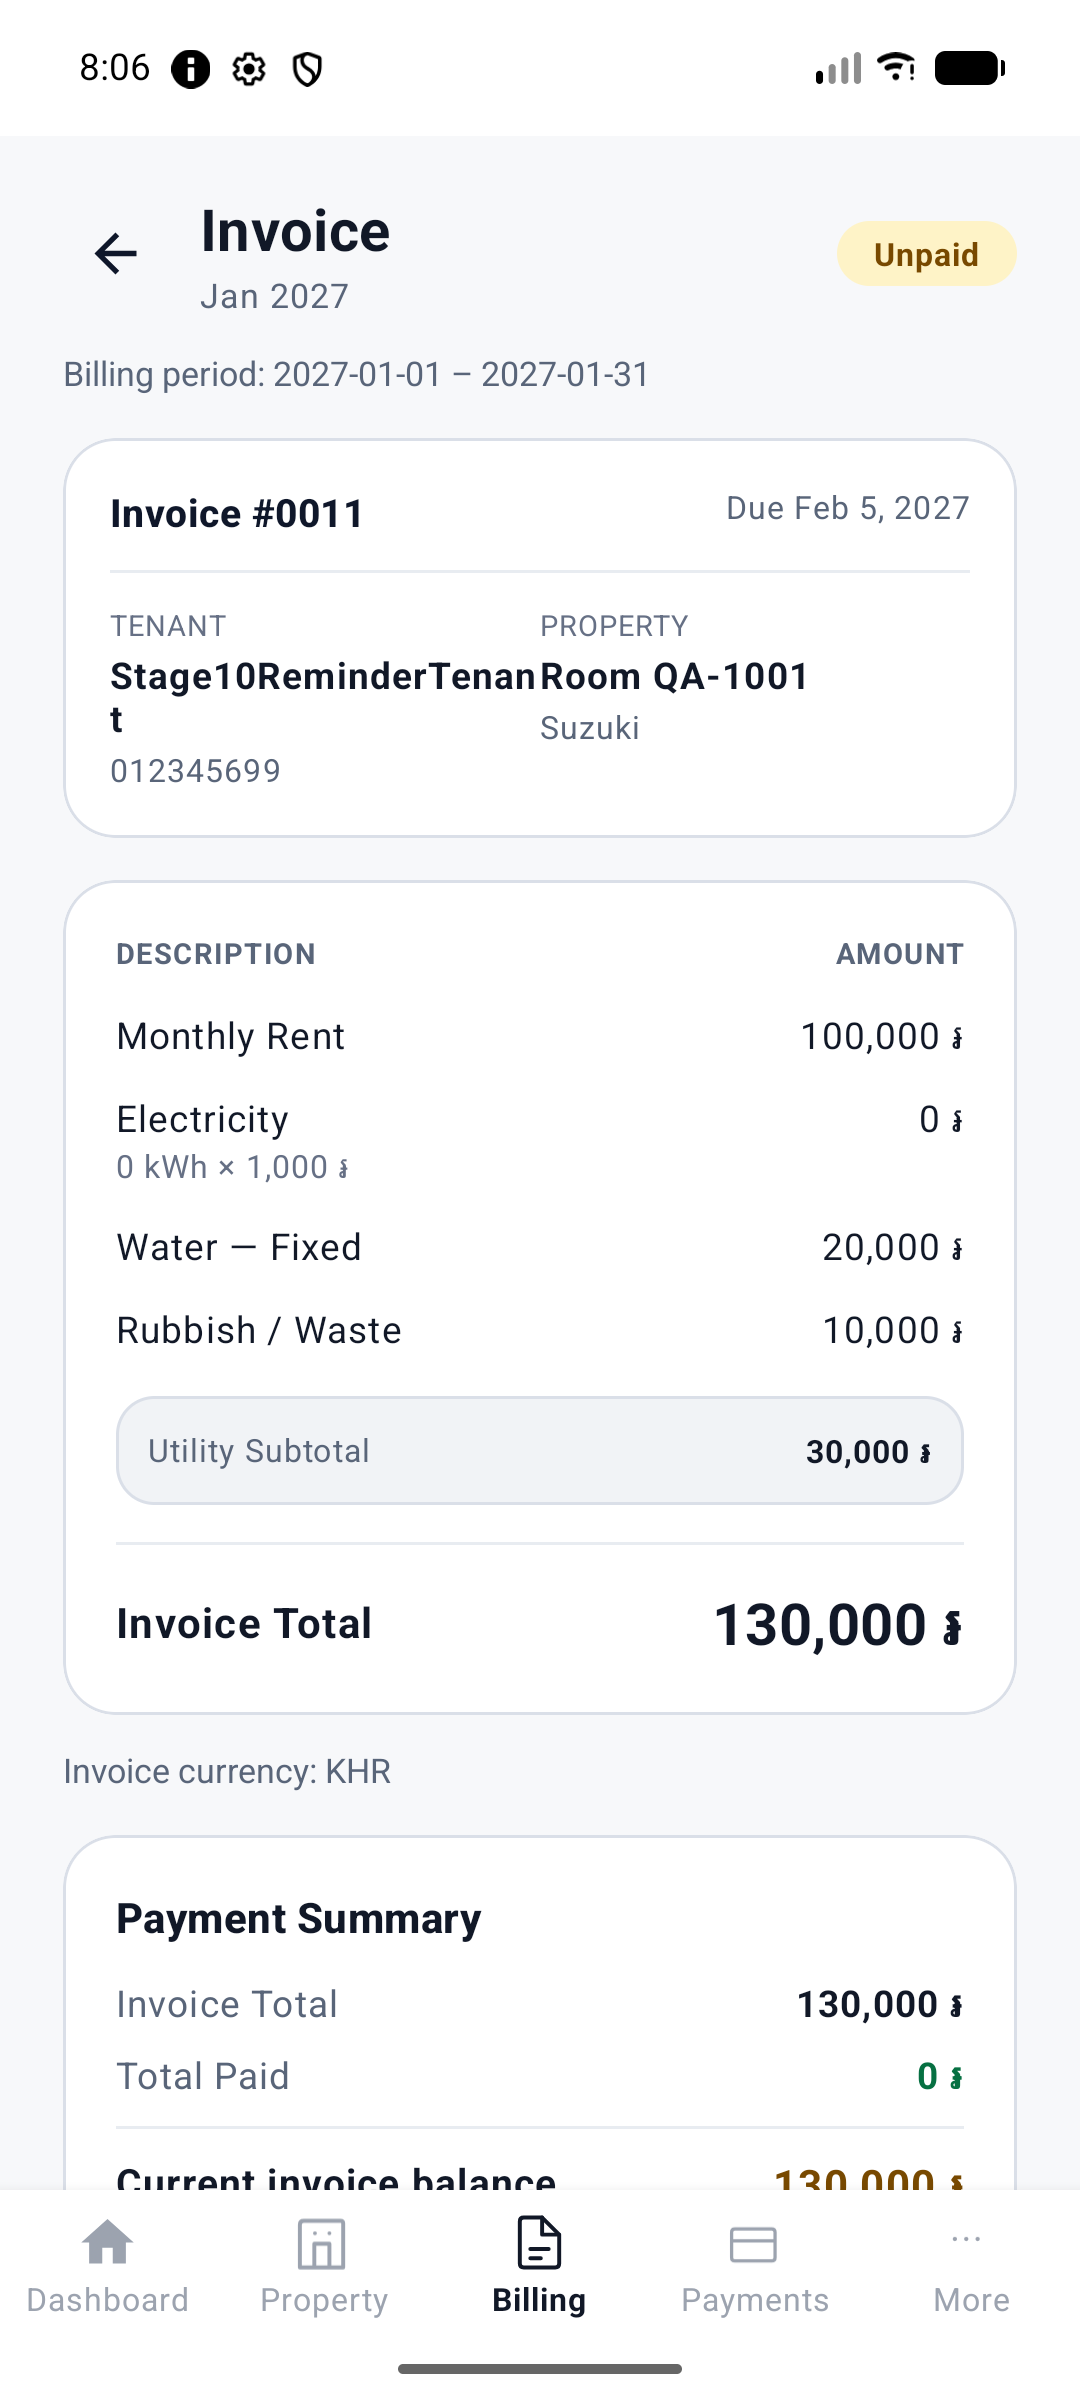 8:06
Invoice
Jan 2027
Unpaid
Billing period: 2027-01-01 – 2027-01-31
Invoice #0011
Due Feb 5, 2027
TENANT
PROPERTY
Stage10ReminderTenan
t
Room QA-1001
012345699
Suzuki
DESCRIPTION AMOUNT
Monthly Rent 100,000 ៛
Electricity 0 ៛
0 kWh × 1,000 ៛
Water — Fixed 20,000 ៛
Rubbish / Waste 10,000 ៛
Utility Subtotal 30,000 ៛
Invoice Total 130,000 ៛
Invoice currency: KHR
Payment Summary
Invoice Total 130,000 ៛
Total Paid 0 ៛
Current invoice balance 130,000 ៛
Dashboard Property Billing Payments More